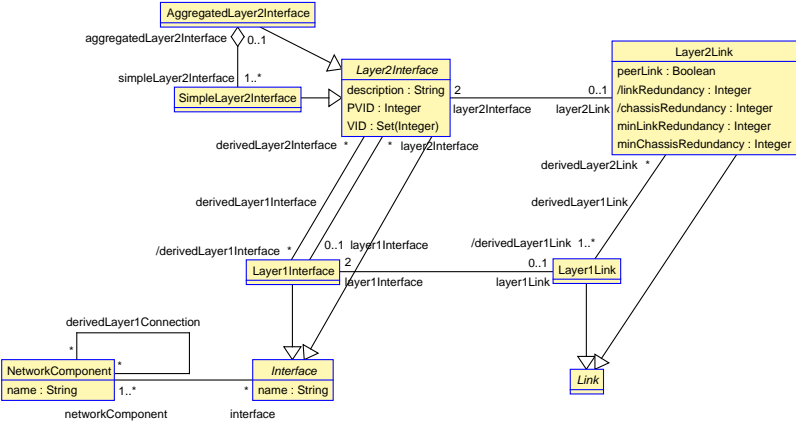 AggregatedLayer2Interface
aggregatedLayer2Interface
0..1
simpleLayer2Interface
1..*
SimpleLayer2Interface
Layer2Interface
description : String
PVID : Integer
VID : Set(Integer)
2
layer2Interface
0..1
layer2Link
Layer2Link
peerLink : Boolean
/linkRedundancy : Integer
/chassisRedundancy : Integer
minLinkRedundancy : Integer
minChassisRedundancy : Integer
derivedLayer2Interface
*
*
layer2Interface
derivedLayer2Link
*
derivedLayer1Interface
derivedLayer1Link
/derivedLayer1Interface
*
0..1
layer1Interface
/derivedLayer1Link
1..*
Layer1Interface
2
layer1Interface
0..1
layer1Link
Layer1Link
derivedLayer1Connection
*
*
NetworkComponent
name : String
1..*
networkComponent
*
interface
Interface
name : String
Link